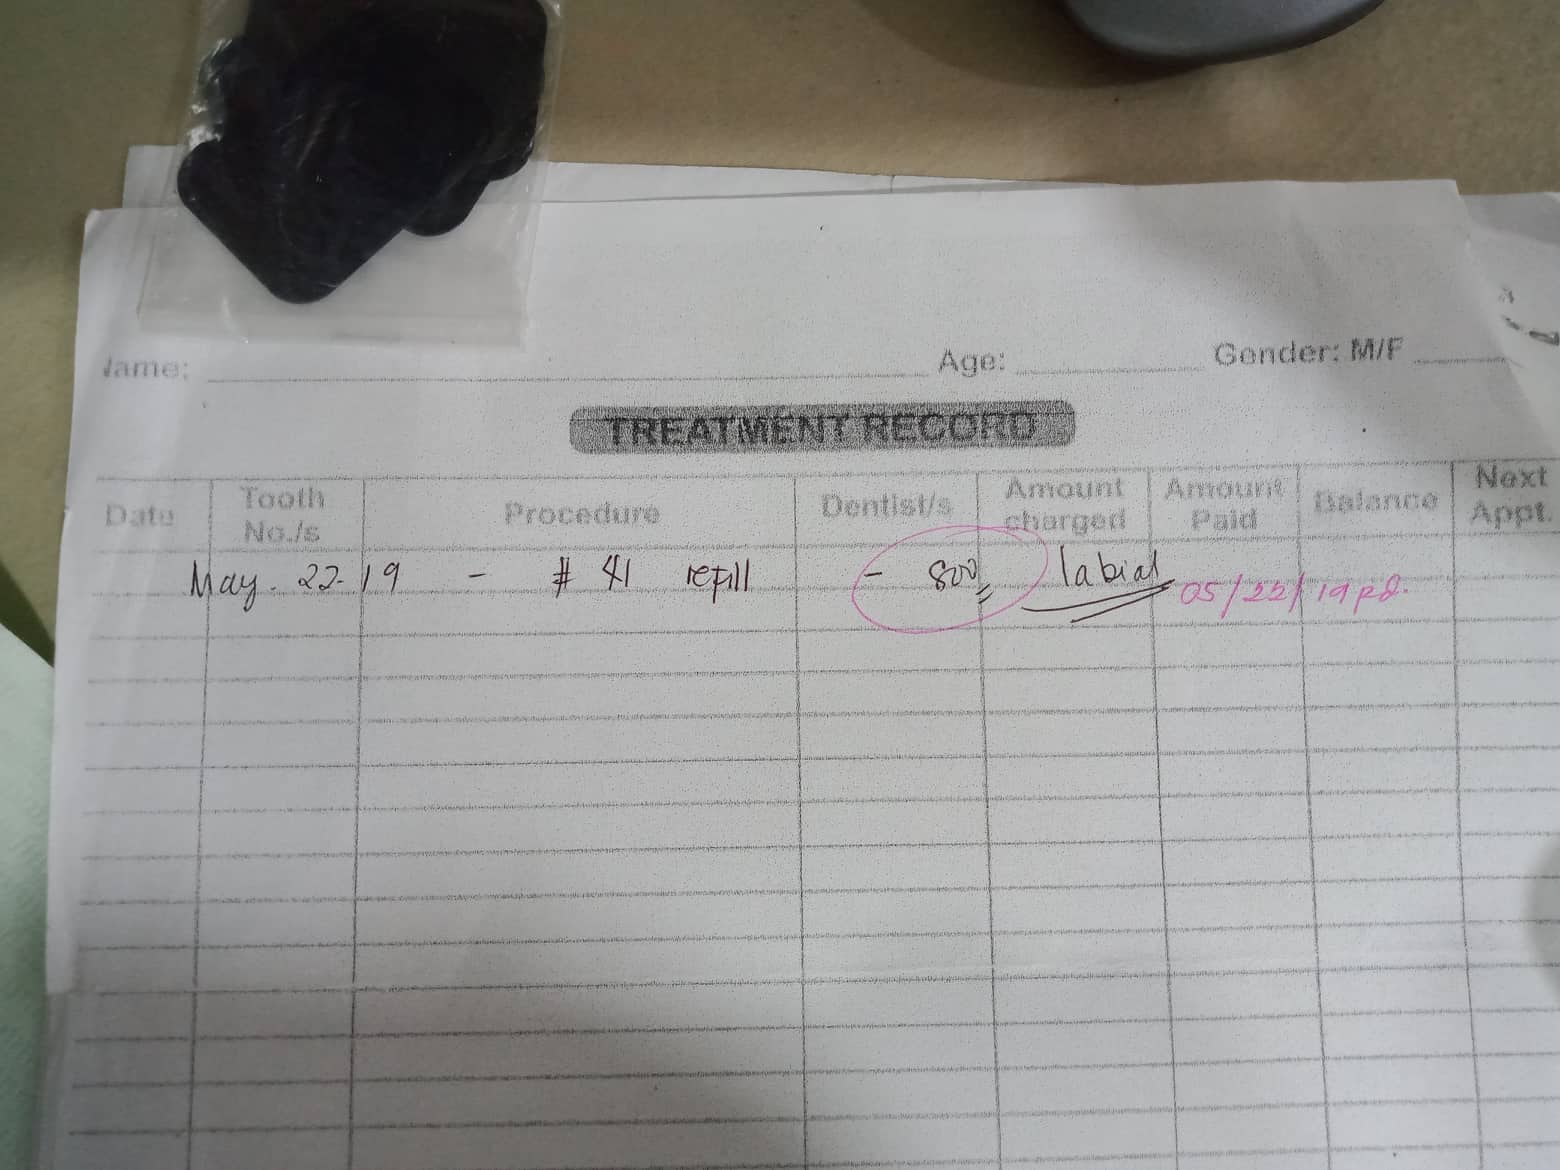 Name: Age: Gender: M/F
TREATMENT RECORD
Date Tooth No./s Procedure Dentist/s Amount charged Amount Paid Balance Next Appt.
May. 22-19 - # 41 refill - 800 labial 05/22/19 pd.